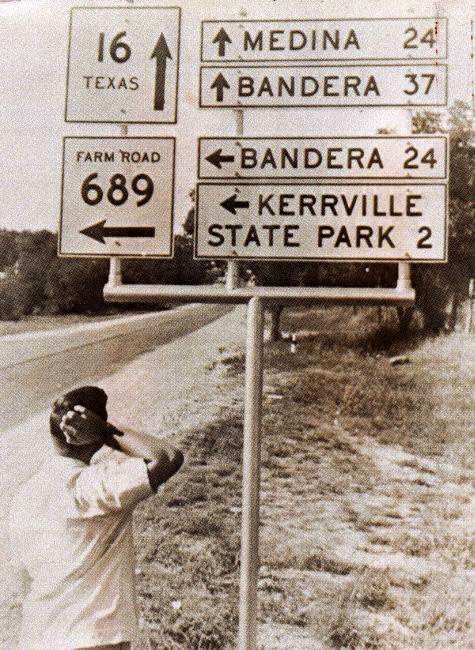 16
TEXAS
MEDINA 24
BANDERA 37
FARM ROAD
689
BANDERA 24
KERRVILLE
STATE PARK 2